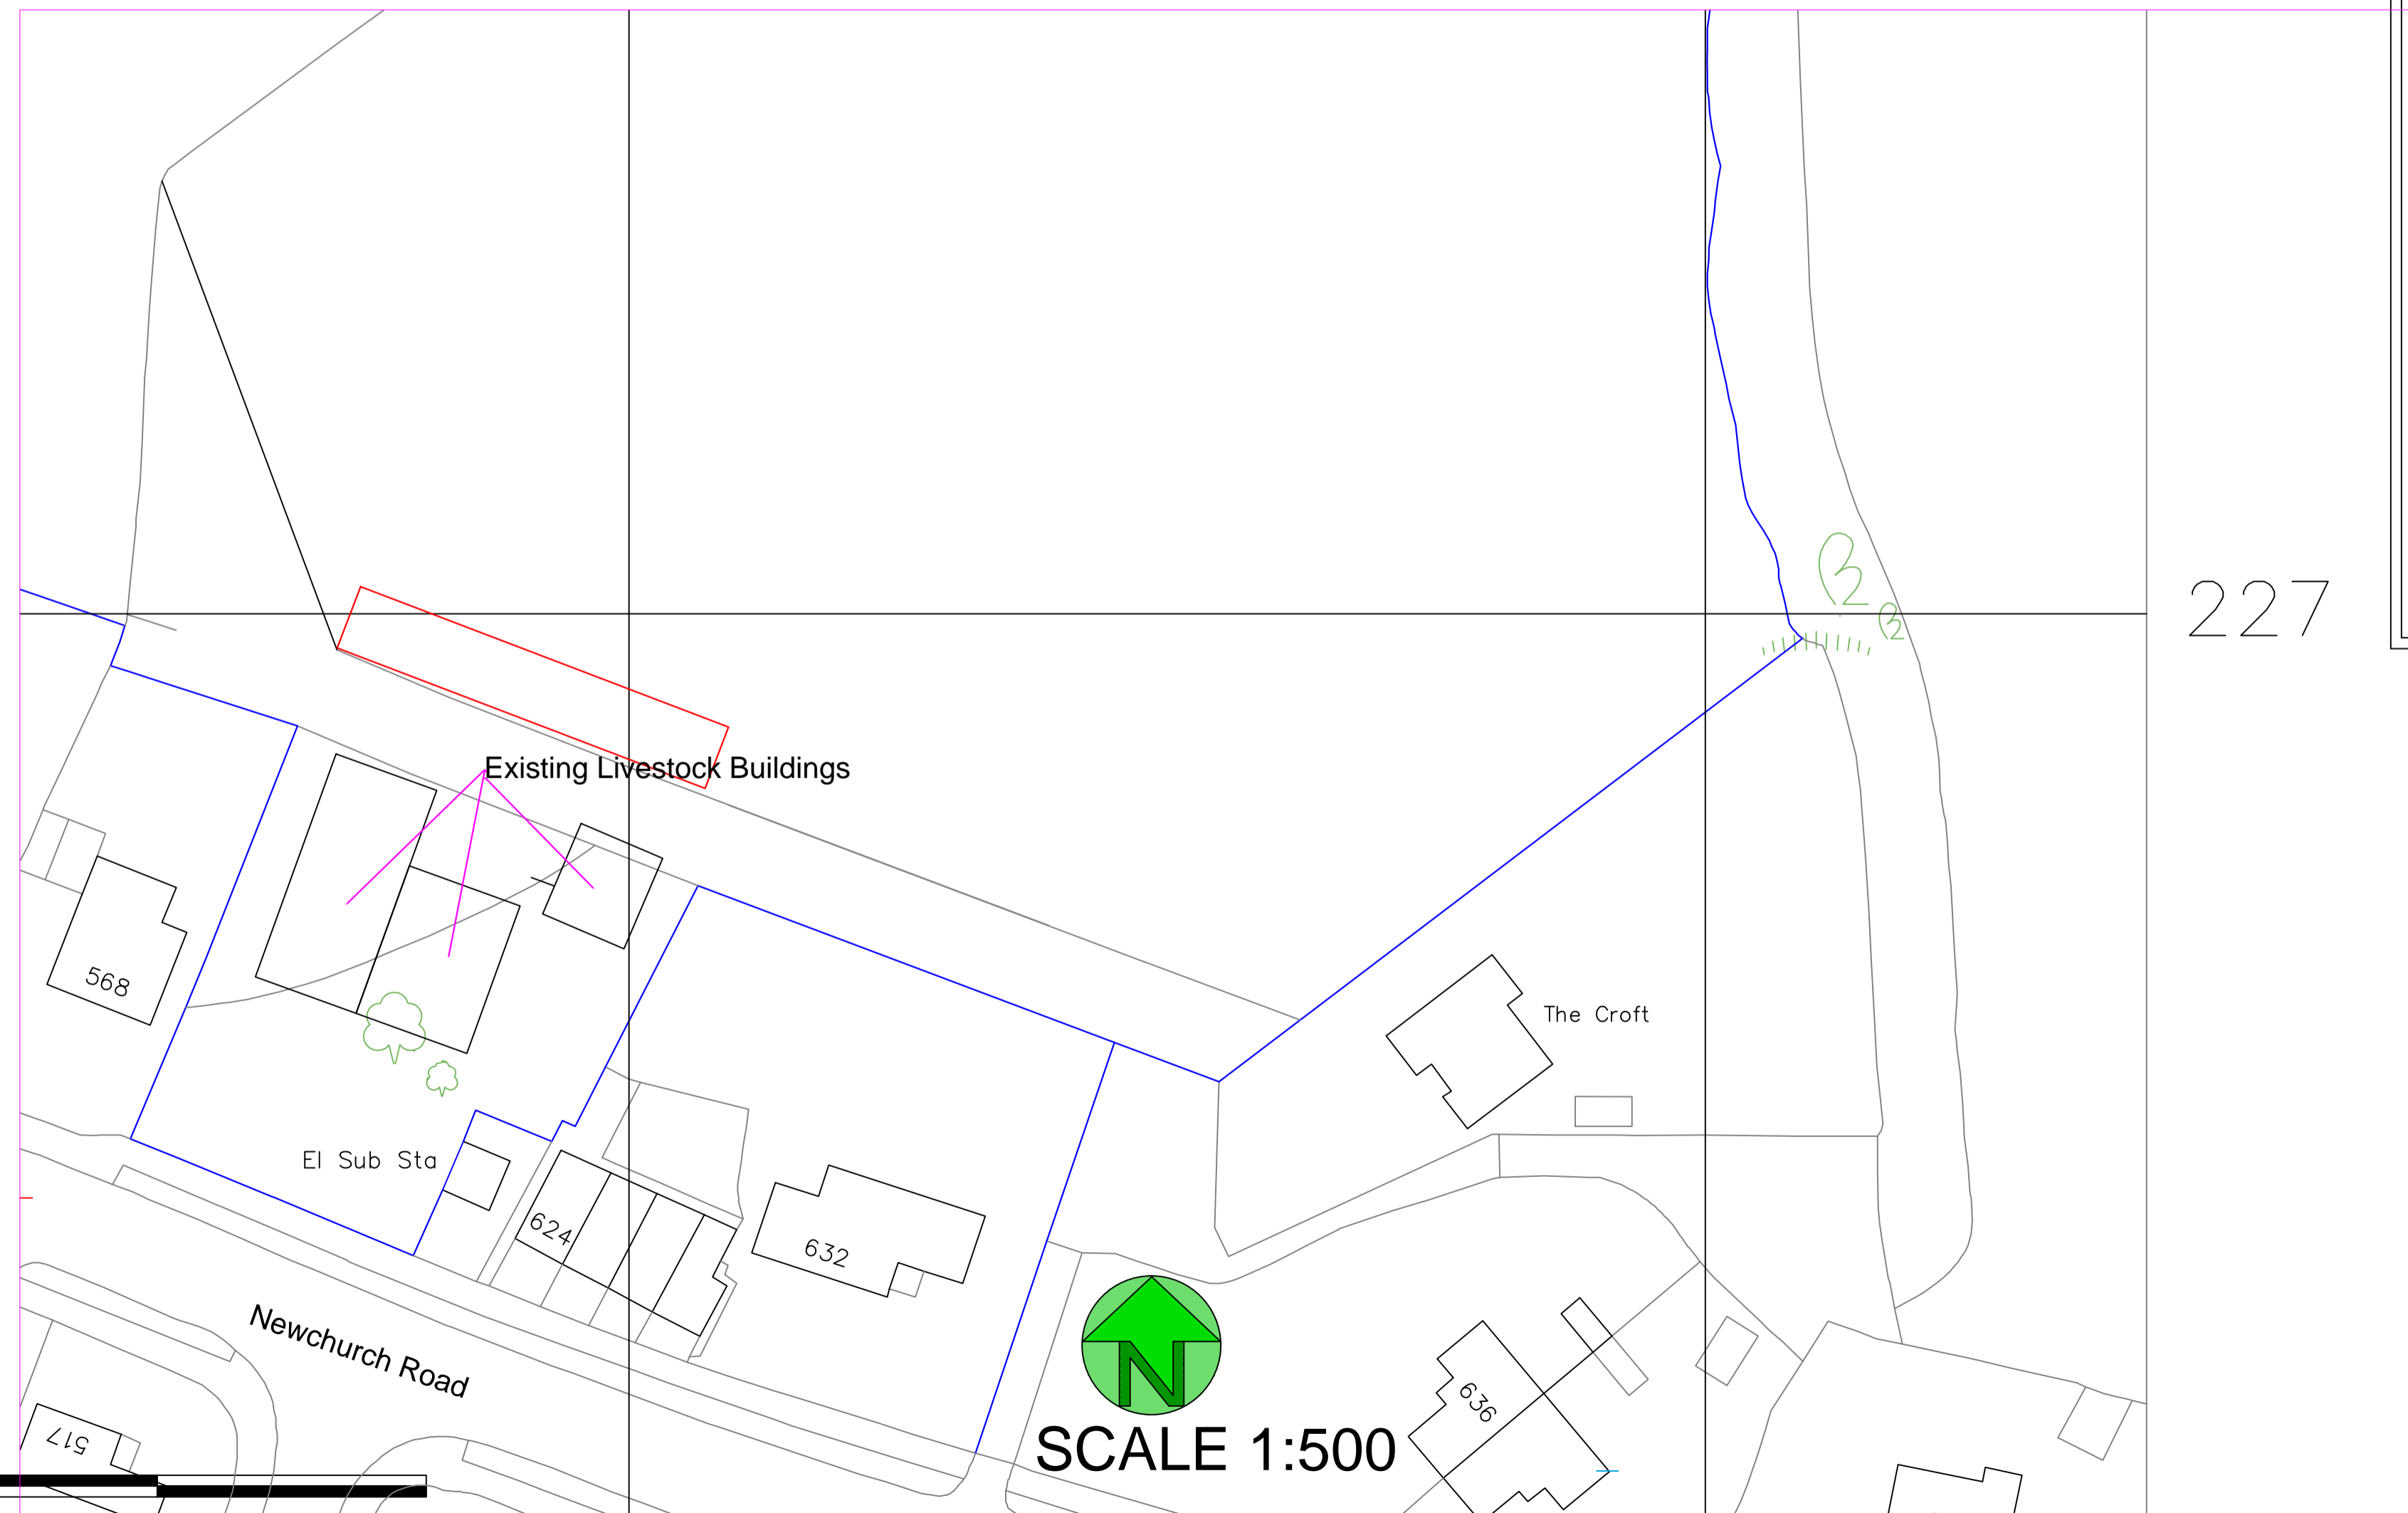 227
Existing Livestock Buildings
568
The Croft
El Sub Sta
624
632
Newchurch Road
N
636
517
SCALE 1:500